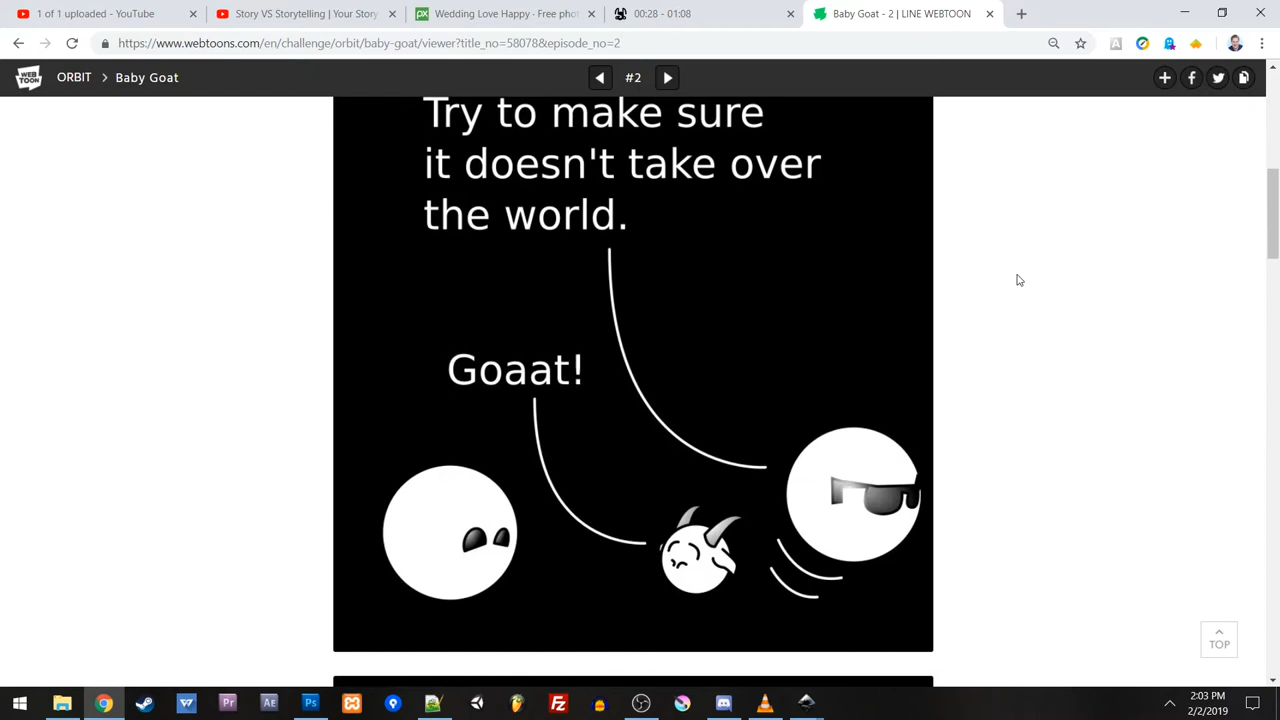 1 of 1 uploaded - YouTube
Story VS Storytelling | Your Story
Wedding Love Happy - Free phot
00:28 - 01:08
Baby Goat - 2 | LINE WEBTOON
https://www.webtoons.com/en/challenge/orbit/baby-goat/viewer?title_no=58078&episode_no=2
WEB TOON
ORBIT > Baby Goat
#2
Try to make sure
it doesn't take over
the world.
Goaat!
TOP
2:03 PM
2/2/2019